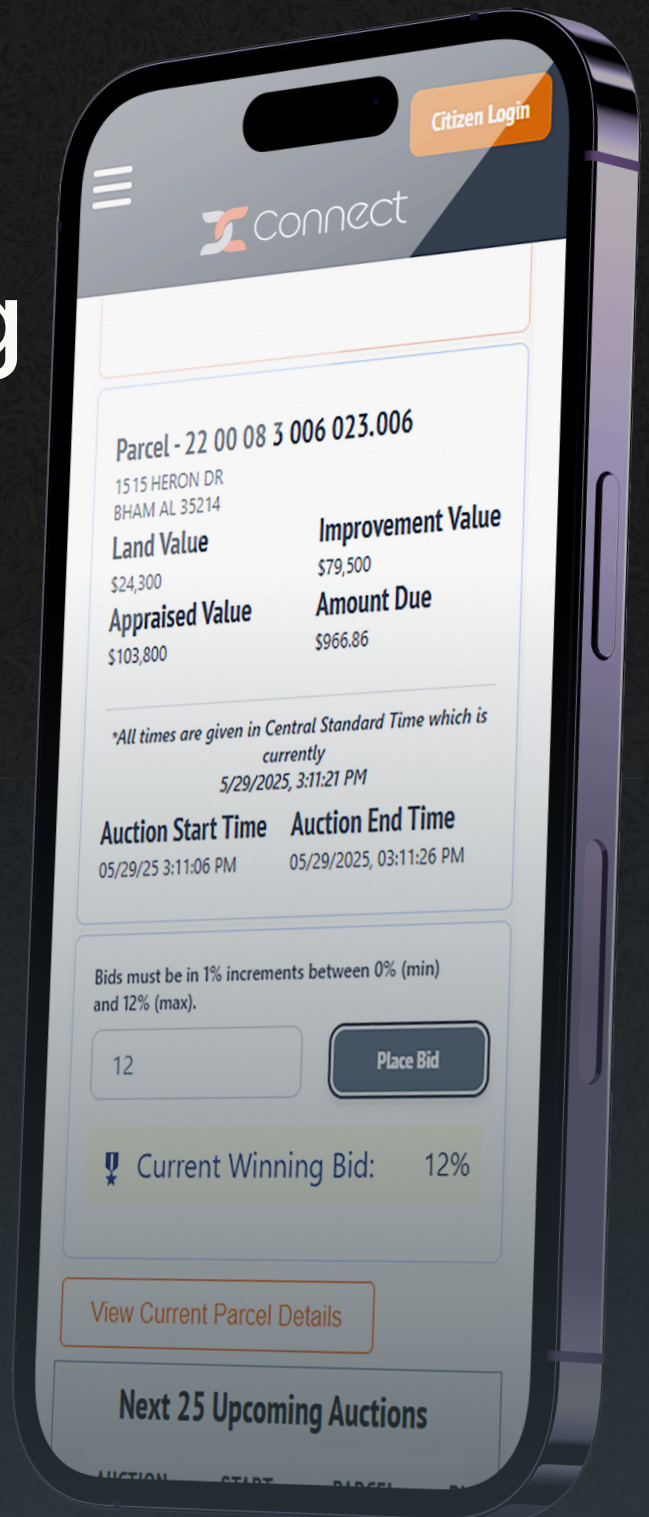 Citizen Login
Connect
g
Parcel - 22 00 08 3 006 023.006
1515 HERON DR
BHAM AL 35214
Land Value
Improvement Value
$24,300
$79,500
Appraised Value
Amount Due
$103,800
$966.86
*All times are given in Central Standard Time which is
currently
5/29/2025, 3:11:21 PM
Auction Start Time
Auction End Time
05/29/25 3:11:06 PM
05/29/2025, 03:11:26 PM
Bids must be in 1% increments between 0% (min)
and 12% (max).
12
Place Bid
Current Winning Bid:
12%
View Current Parcel Details
Next 25 Upcoming Auctions
AUCTION
START
PARCEL